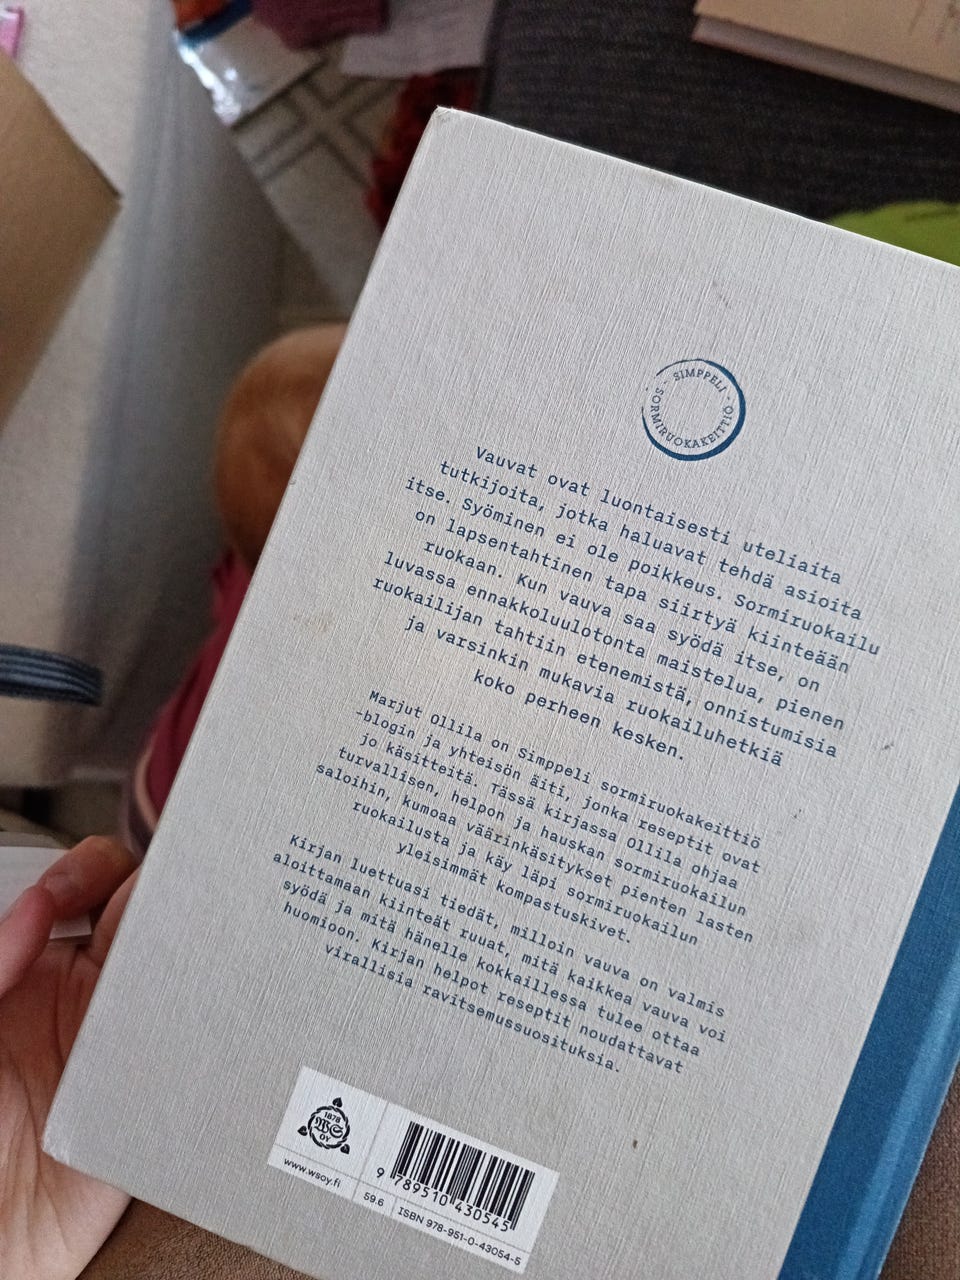 SIMPPELI
SORMIRUOKAKEITTIÖ
Vauvat ovat luontaisesti uteliaita
tutkijoita, jotka haluavat tehdä asioita
itse. Syöminen ei ole poikkeus. Sormiruokailu
on lapsentahtinen tapa siirtyä kiinteään
ruokaan. Kun vauva saa syödä itse, on
luvassa ennakkoluulotonta maistelua, pienen
ruokailijan tahtiin etenemistä, onnistumisia
ja varsinkin mukavia ruokailuhetkiä
koko perheen kesken.
Marjut Ollila on Simppeli sormiruokakeittiö
-blogin ja yhteisön äiti, jonka reseptit ovat
jo käsitteitä. Tässä kirjassa Ollila ohjaa
turvallisen, helpon ja hauskan sormiruokailun
saloihin, kumoaa väärinkäsitykset pienten lasten
ruokailusta ja käy läpi sormiruokailun
yleisimmät kompastuskivet.
Kirjan luettuasi tiedät, milloin vauva on valmis
aloittamaan kiinteät ruuat, mitä kaikkea vauva voi
syödä ja mitä hänelle kokkaillessa tulee ottaa
huomioon. Kirjan helpot reseptit noudattavat
virallisia ravitsemussuosituksia.
1878
WS
OY
www.wsoy.fi
59.6
9 789510 430545
ISBN 978-951-0-43054-5